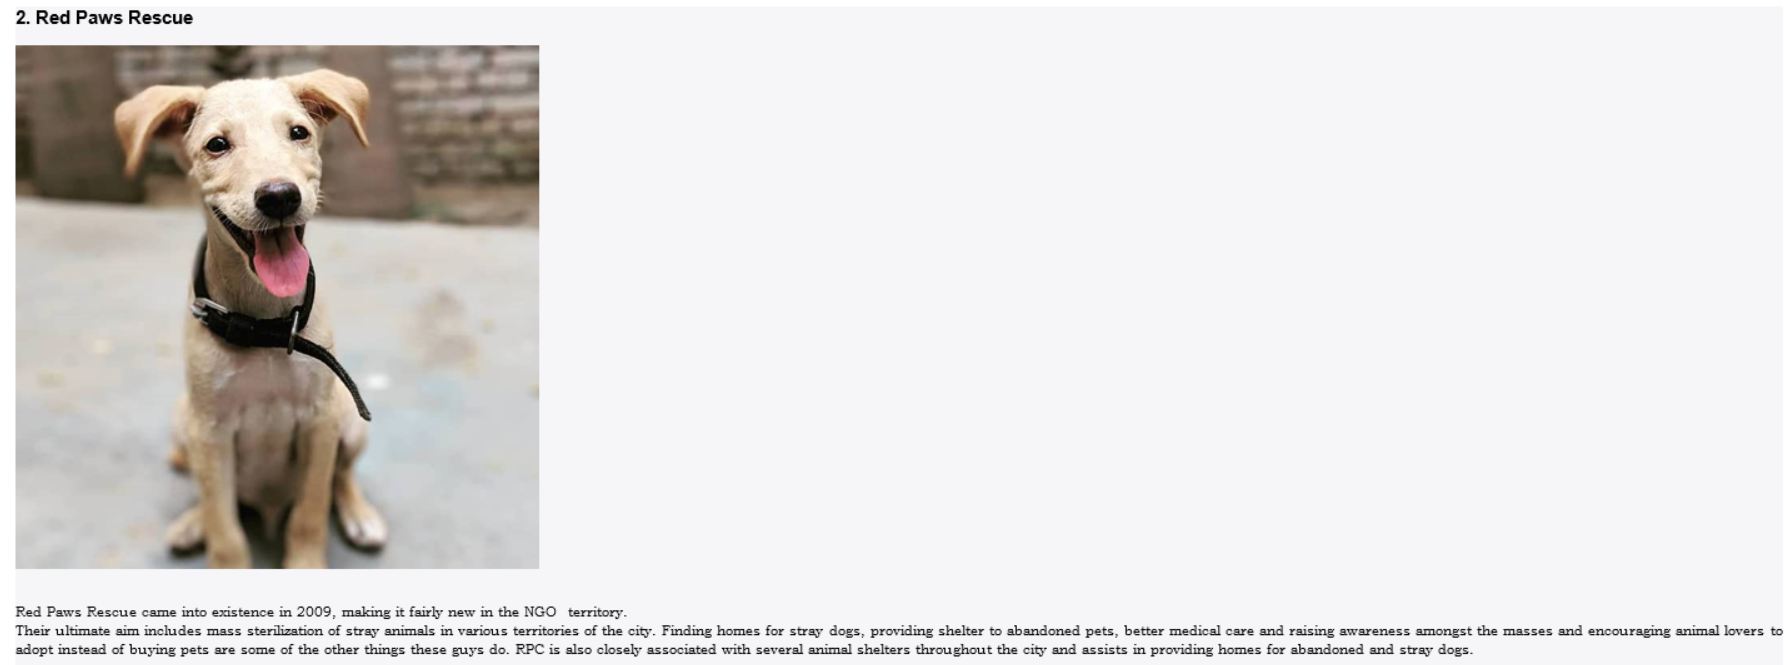 2. Red Paws Rescue
Red Paws Rescue came into existence in 2009, making it fairly new in the NGO territory.
Their ultimate aim includes mass sterilization of stray animals in various territories of the city. Finding homes for stray dogs, providing shelter to abandoned pets, better medical care and raising awareness amongst the masses and encouraging animal lovers to
adopt instead of buying pets are some of the other things these guys do. RPC is also closely associated with several animal shelters throughout the city and assists in providing homes for abandoned and stray dogs.